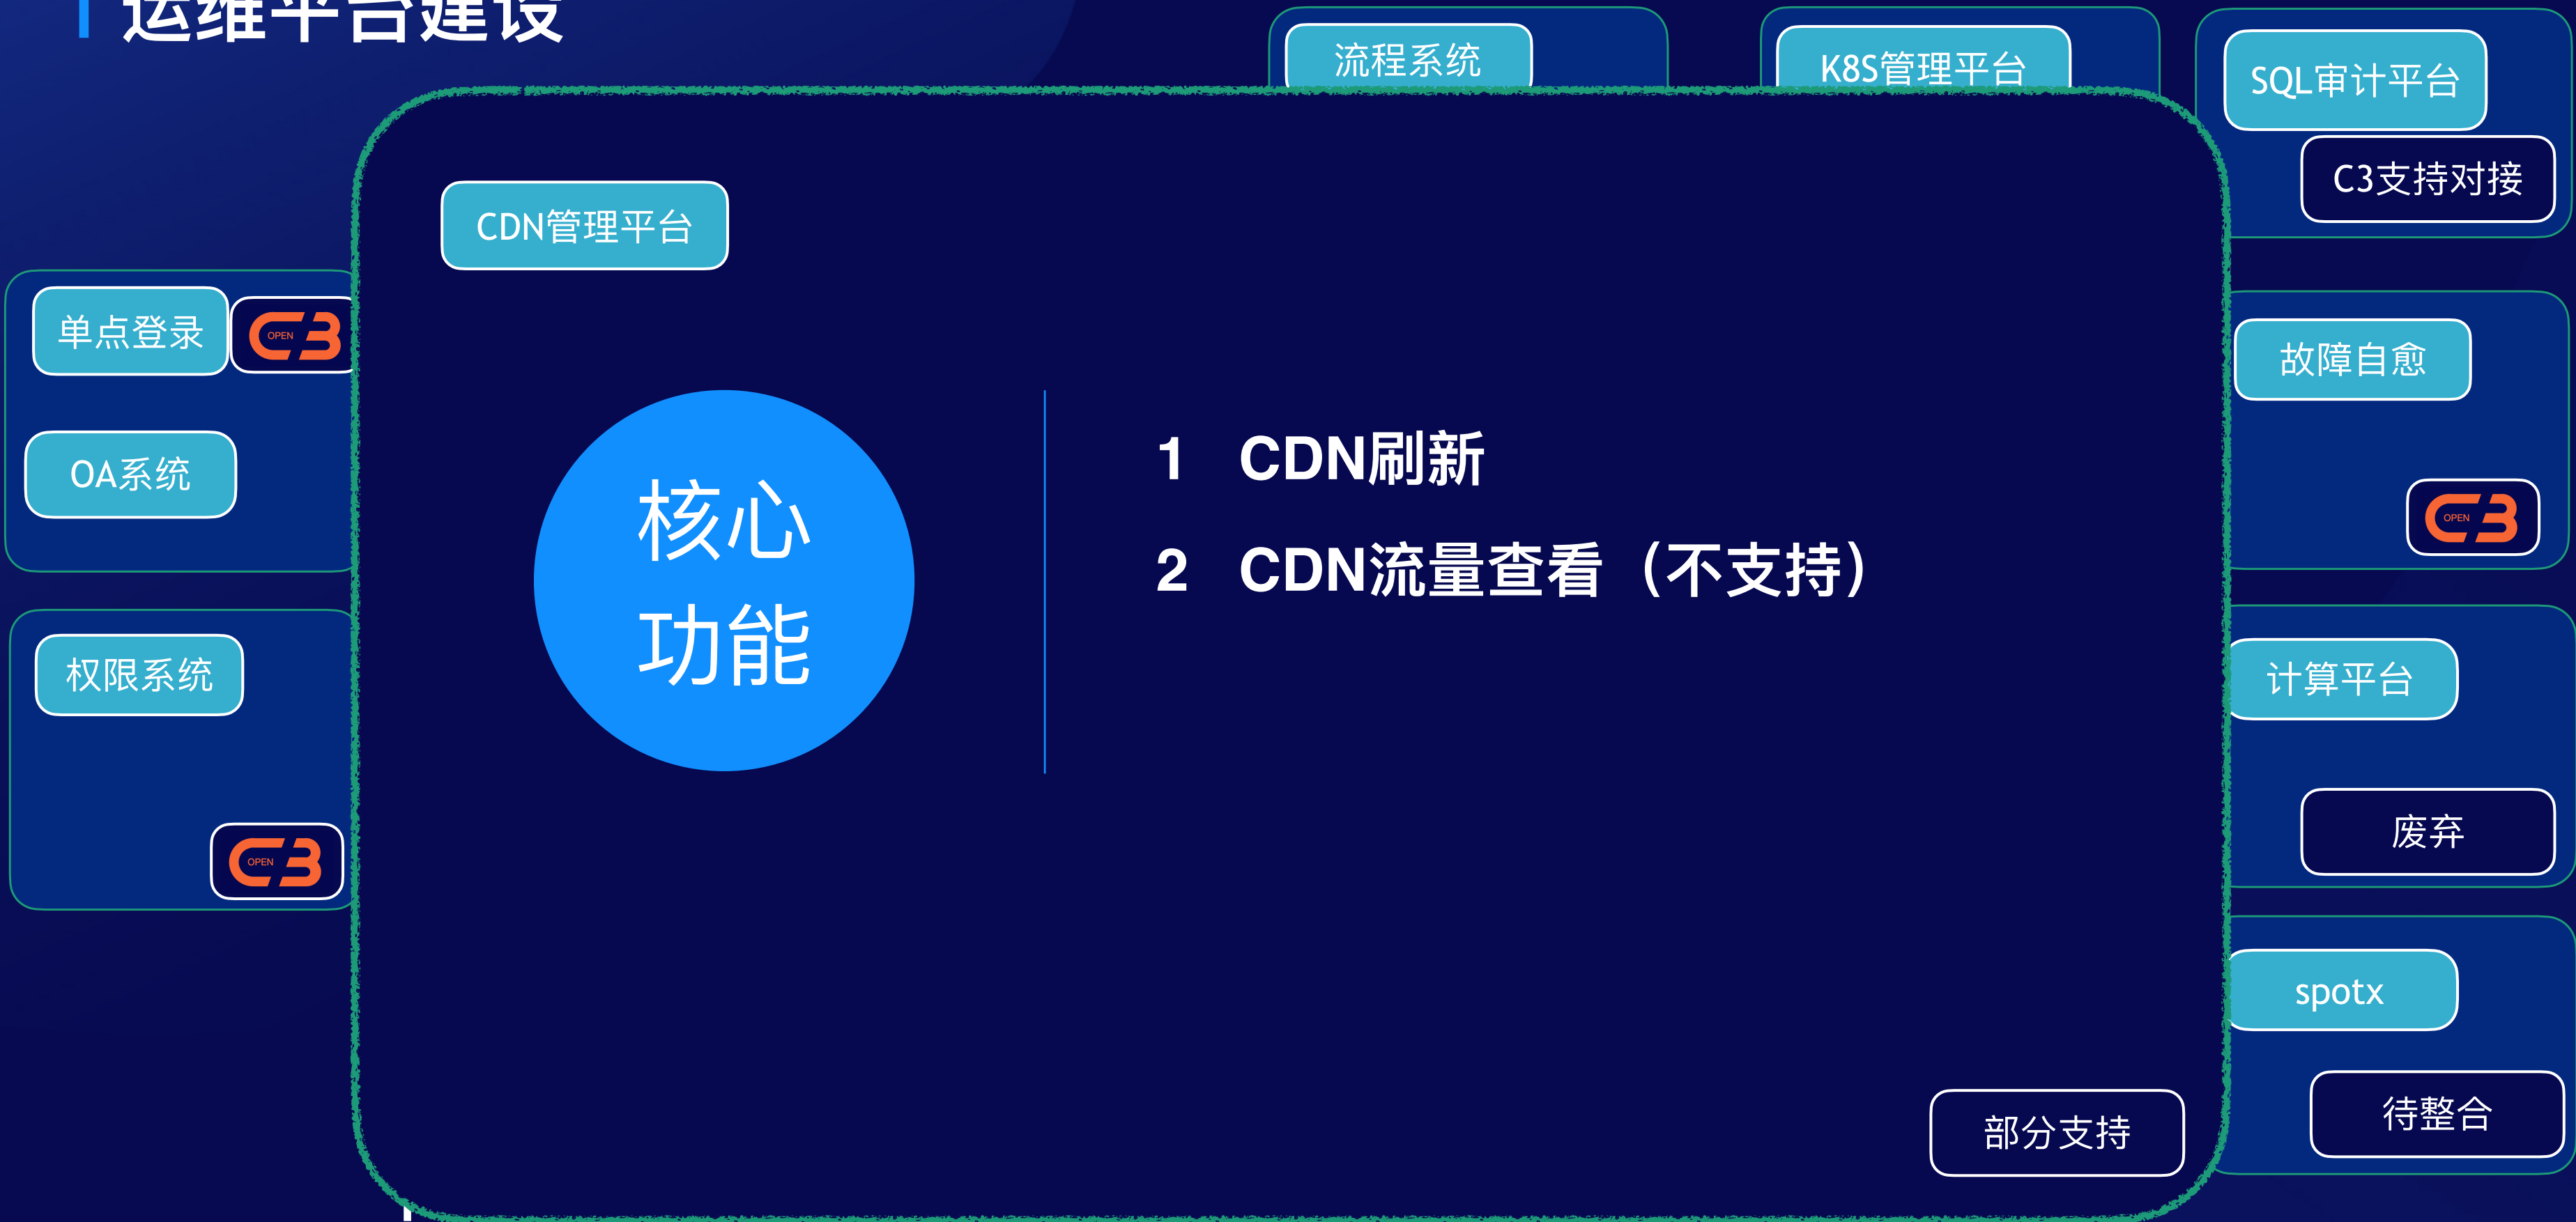 运维平台建设
流程系统
K8S管理平台
SQL审计平台
C3支持对接
CDN管理平台
单点登录
OPEN
OA系统
故障自愈
OPEN
核心
功能
1 CDN刷新
2 CDN流量查看（不支持）
权限系统
OPEN
计算平台
废弃
spotx
待整合
部分支持